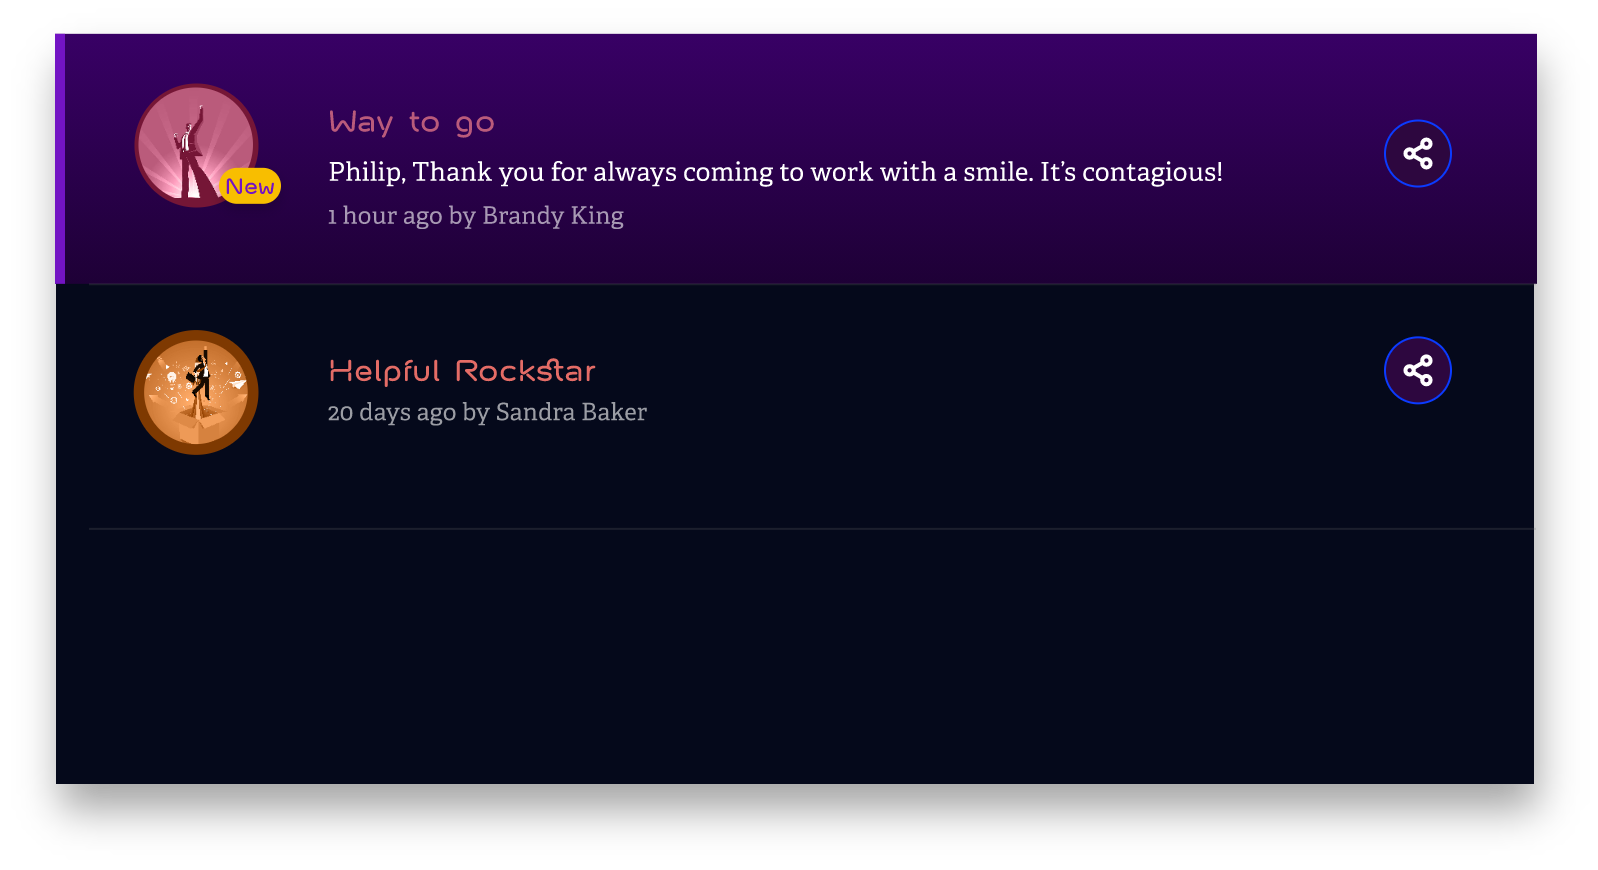 Way to go
New
Philip, Thank you for always coming to work with a smile. It’s contagious!
1 hour ago by Brandy King
Helpful Rockstar
20 days ago by Sandra Baker